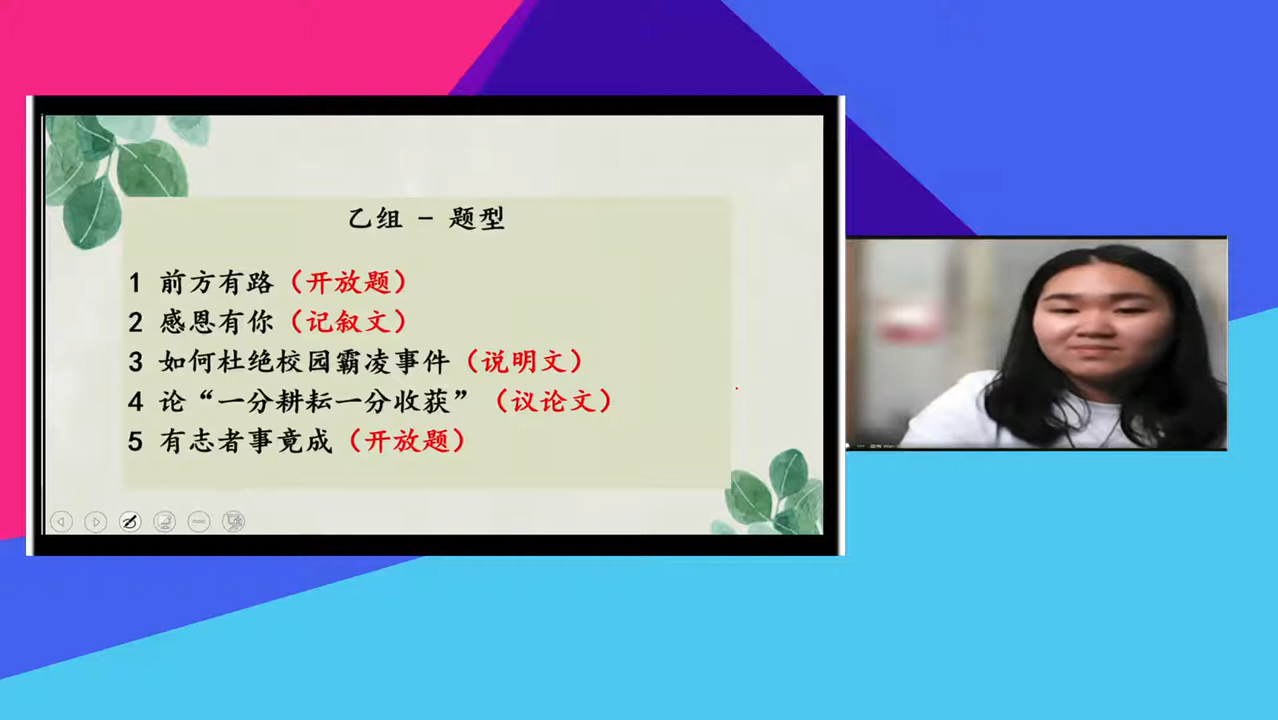 乙组 - 题型
1 前方有路（开放题）
2 感恩有你（记叙文）
3 如何杜绝校园霸凌事件（说明文）
4 论“一分耕耘一分收获”（议论文）
5 有志者事竟成（开放题）